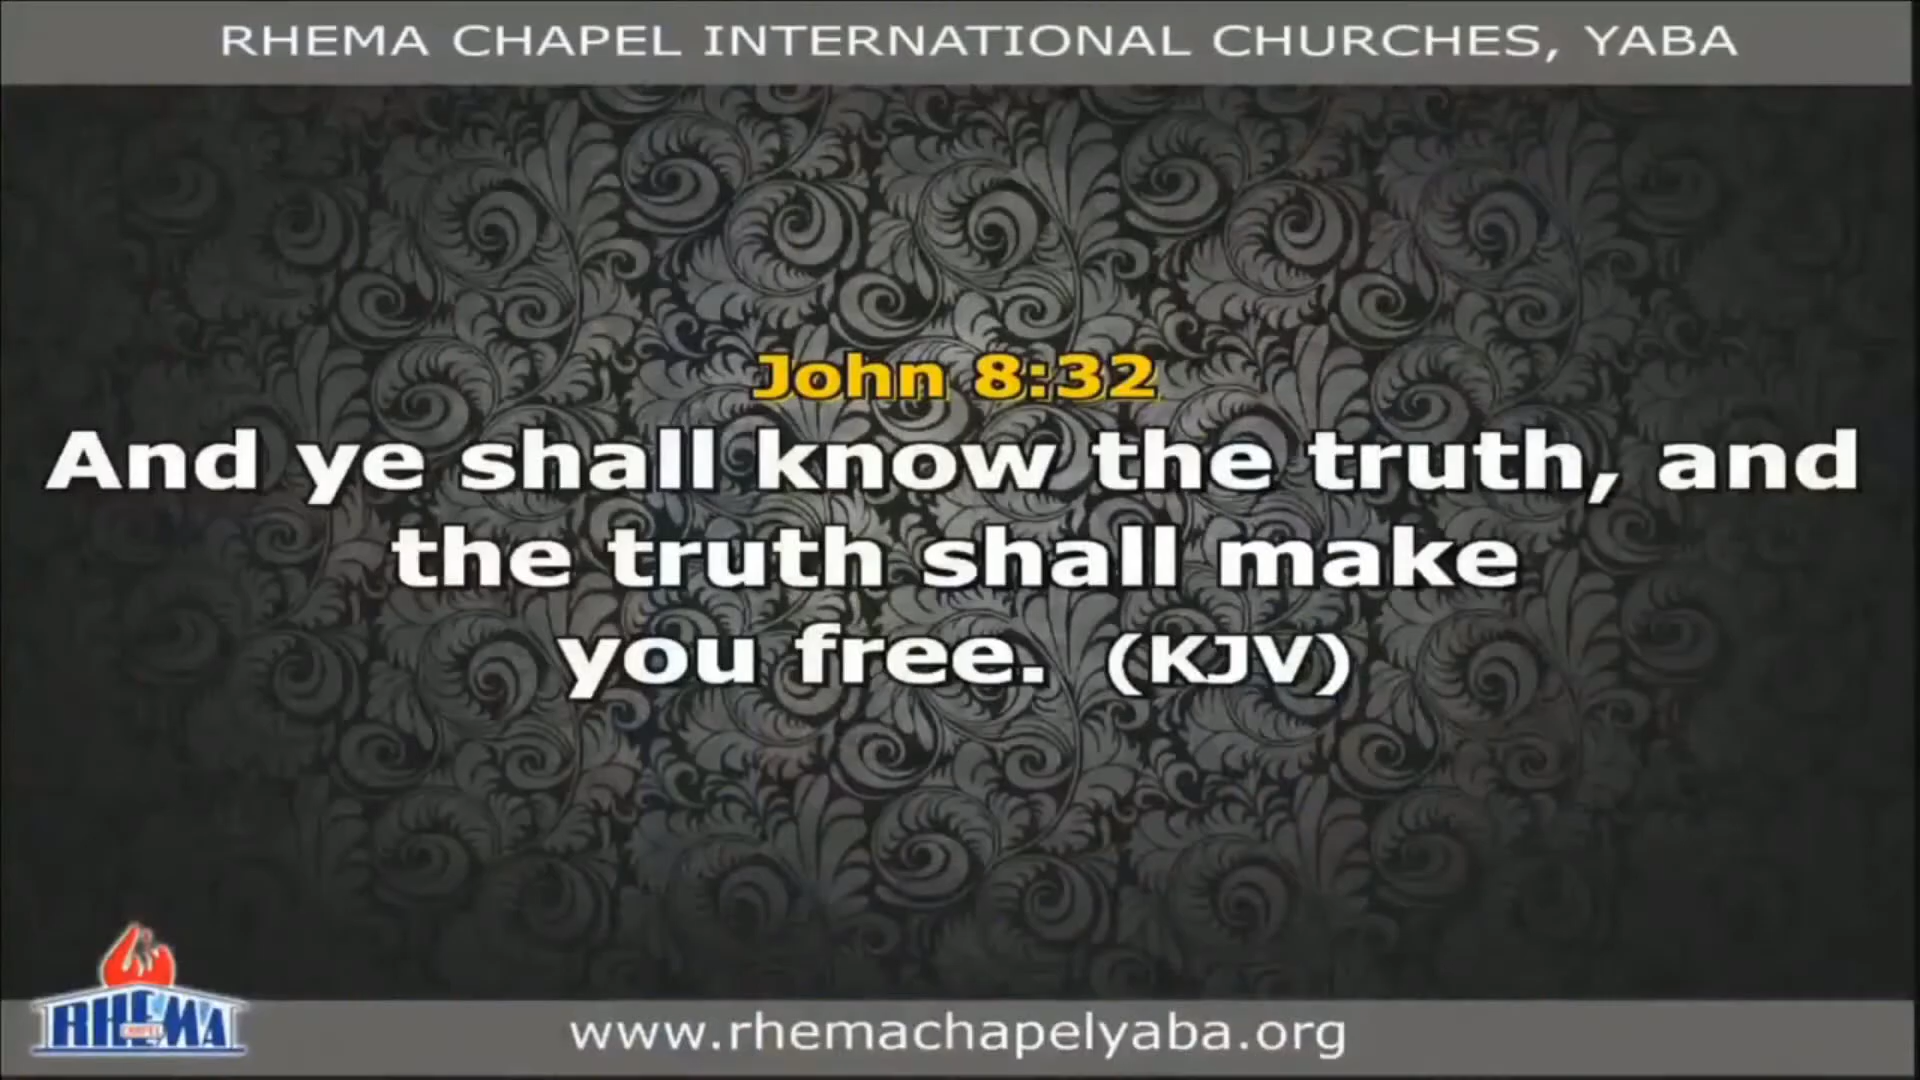 RHEMA CHAPEL INTERNATIONAL CHURCHES, YABA
John 8:32
And ye shall know the truth, and
the truth shall make
you free. (KJV)
RHEMA
CHAPEL
www.rhemachapelyaba.org